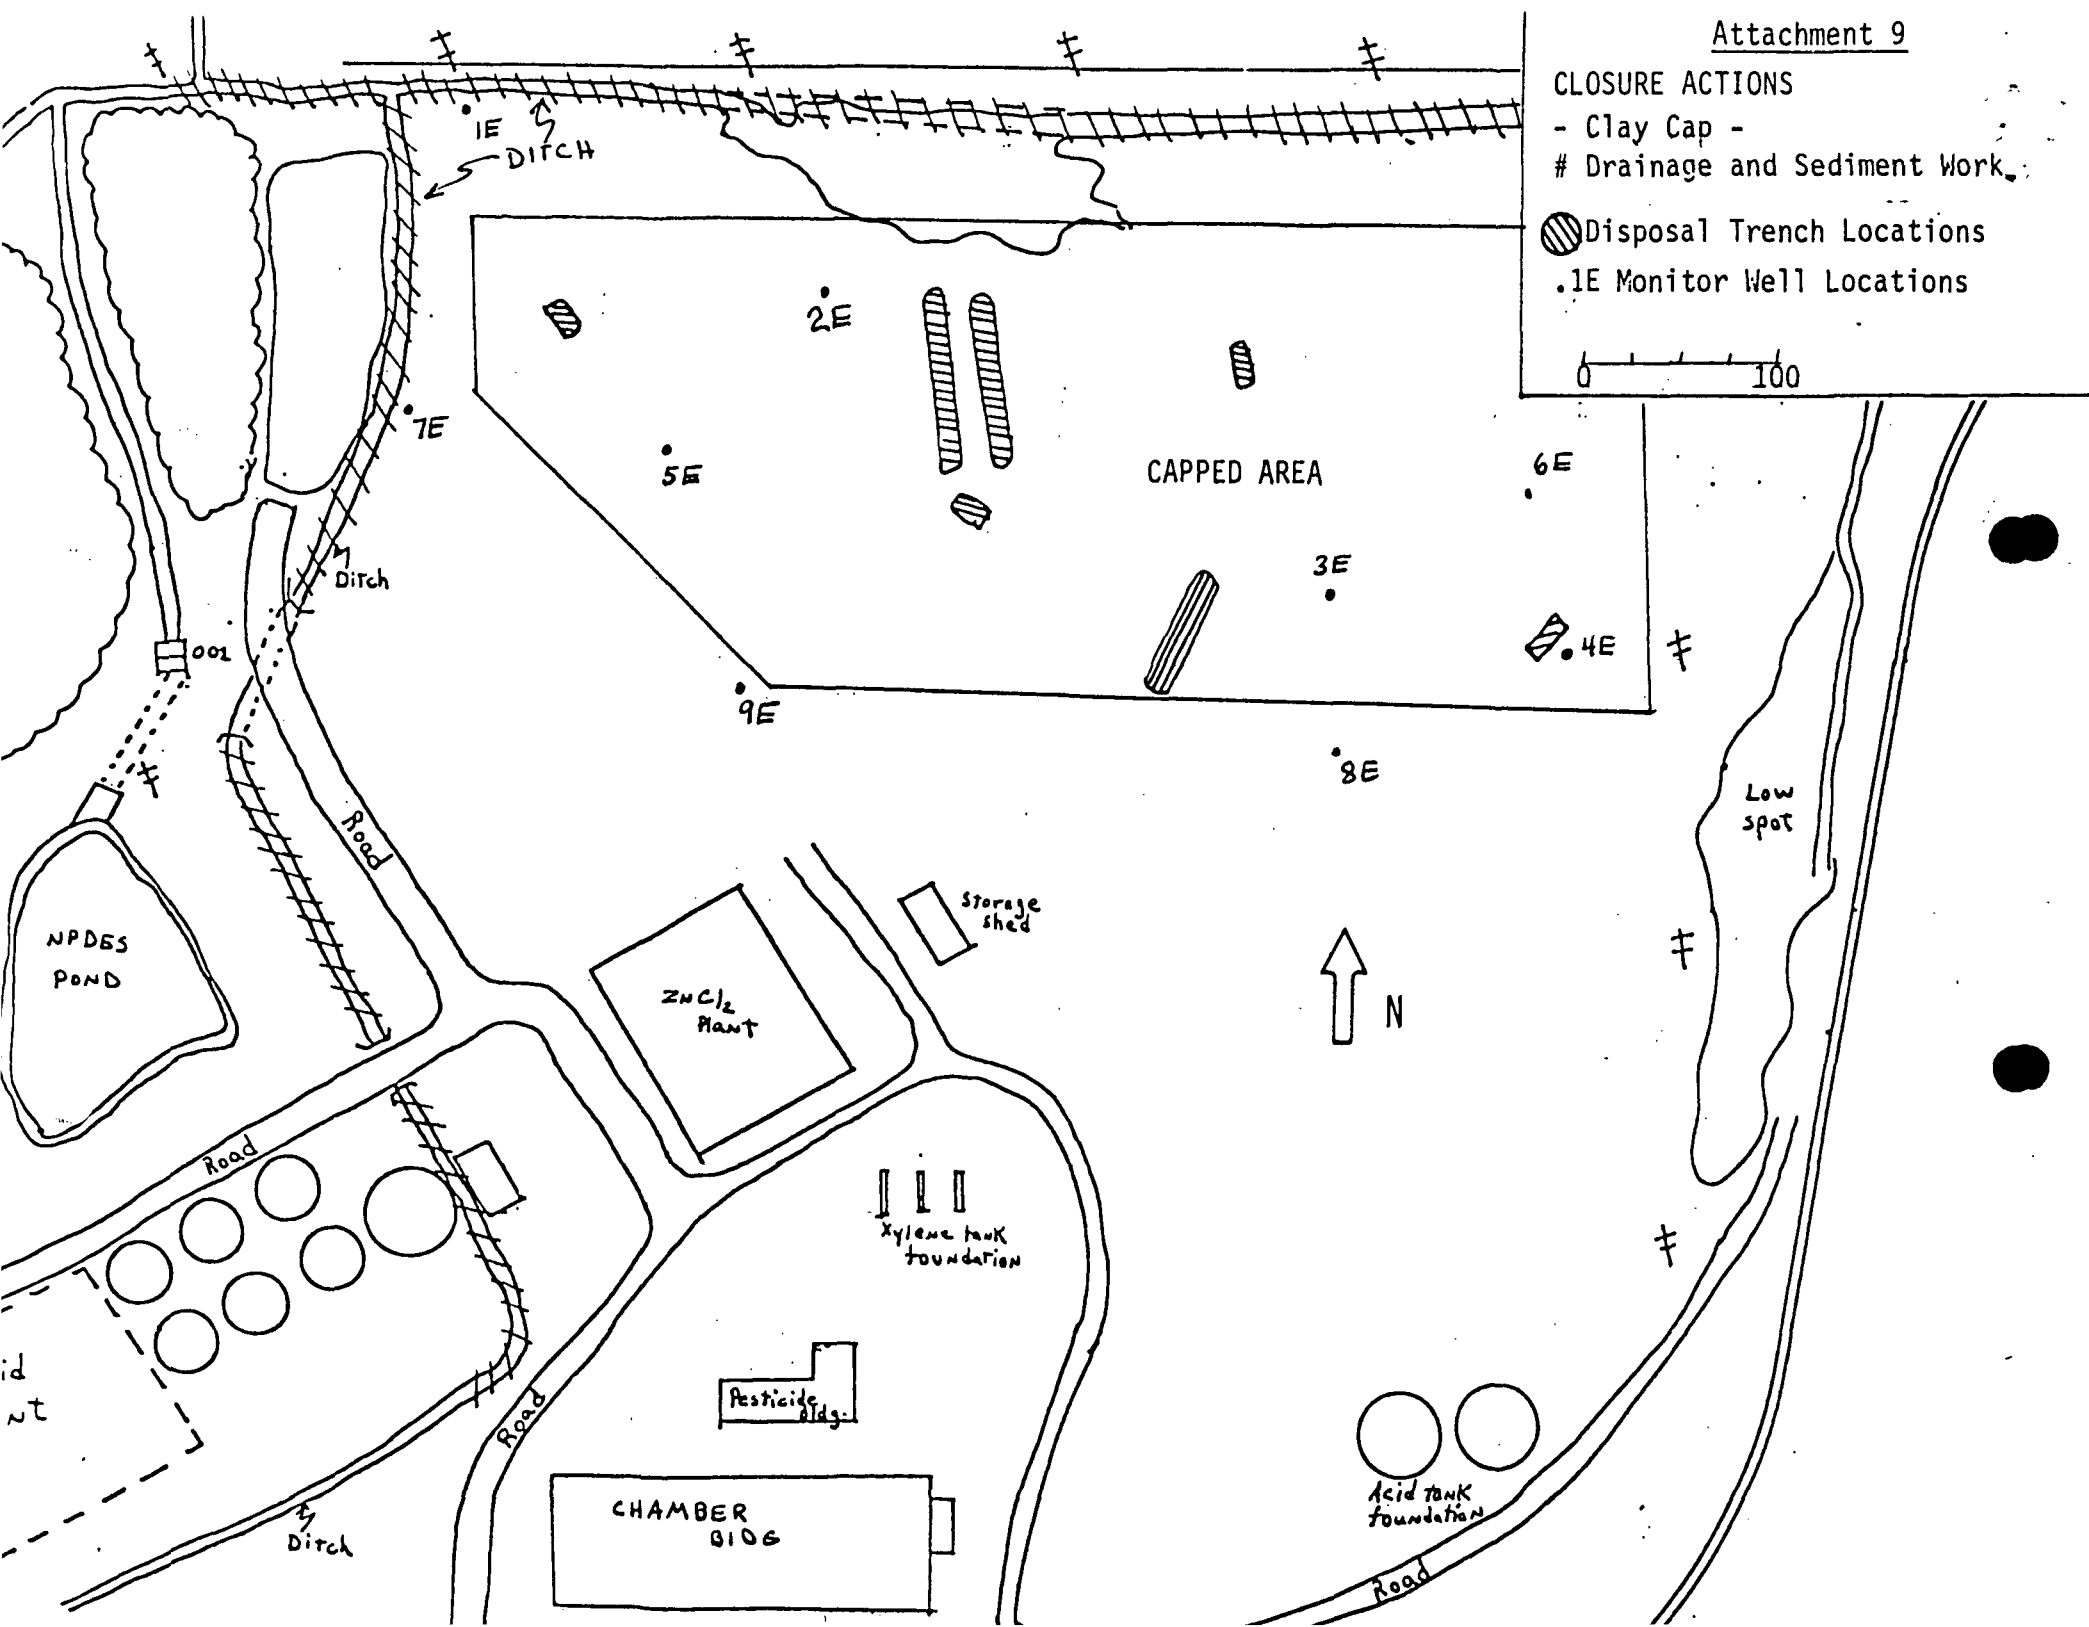 Attachment 9
CLOSURE ACTIONS
- Clay Cap -
# Drainage and Sediment Work
Disposal Trench Locations
.1E Monitor Well Locations
0 100
1E
DITCH
2E
7E
5E
CAPPED AREA
6E
Ditch
3E
001
4E
9E
8E
Road
Low
spot
NPDES
POND
Storage
shed
ZNCl2
Plant
N
Road
Xylene tank
foundation
id
nt
Pesticide
Bldg.
Road
Acid tank
foundation
CHAMBER
BLDG
Ditch
Road